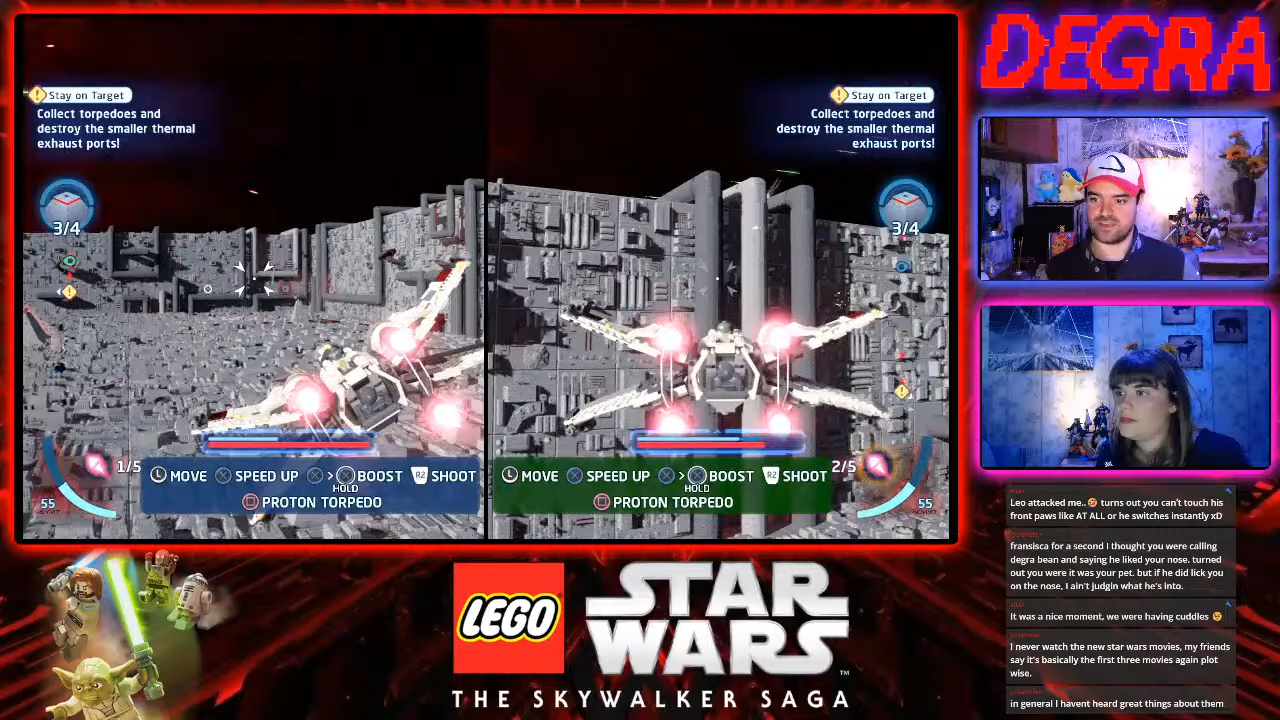 DEGRA
Stay on Target
Collect torpedoes and
destroy the smaller thermal
exhaust ports!
3/4
1/5
55
MOVE SPEED UP > BOOST R2 SHOOT
HOLD
PROTON TORPEDO
Stay on Target
Collect torpedoes and
destroy the smaller thermal
exhaust ports!
3/4
2/5
55
MOVE SPEED UP > BOOST R2 SHOOT
HOLD
PROTON TORPEDO
Leo attacked me.. 🤣 turns out you can't touch his
front paws like AT ALL or he switches instantly xD
fransisca for a second I thought you were calling
degra bean and saying he liked your nose. turned
out you were it was your pet. but if he did lick you
on the nose, I ain't judgin what he's into.
It was a nice moment, we were having cuddles
I never watch the new star wars movies, my friends
say it's basically the first three movies again plot
wise.
in general I havent heard great things about them
LEGO
STAR
WARS
™
THE SKYWALKER SAGA